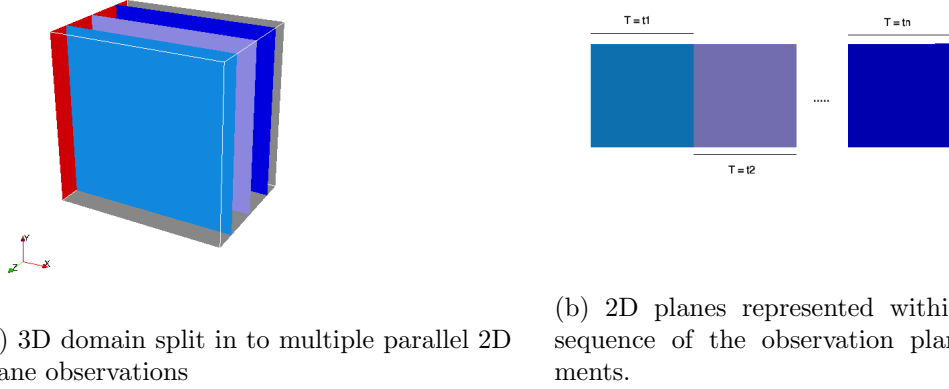 T = t1
T = tn
.....
T = t2
Y
Z
X
) 3D domain split in to multiple parallel 2D
ane observations
(b) 2D planes represented withi
sequence of the observation plan
ments.